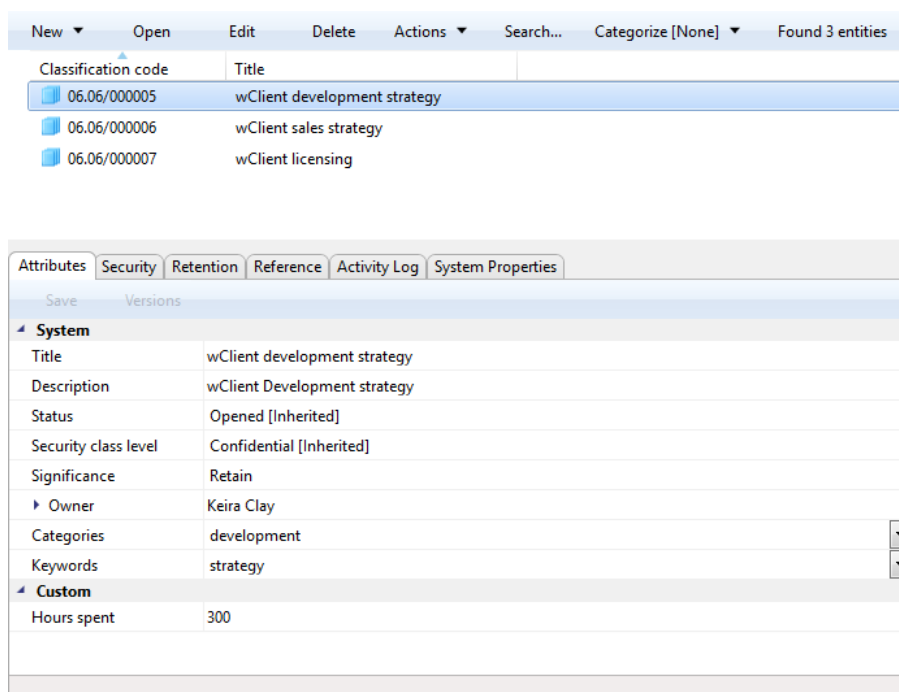 New Open Edit Delete Actions Search... Categorize [None] Found 3 entities
Classification code Title
06.06/000005 wClient development strategy
06.06/000006 wClient sales strategy
06.06/000007 wClient licensing
Attributes Security Retention Reference Activity Log System Properties
Save Versions
System
Title wClient development strategy
Description wClient Development strategy
Status Opened [Inherited]
Security class level Confidential [Inherited]
Significance Retain
Owner Keira Clay
Categories development
Keywords strategy
Custom
Hours spent 300